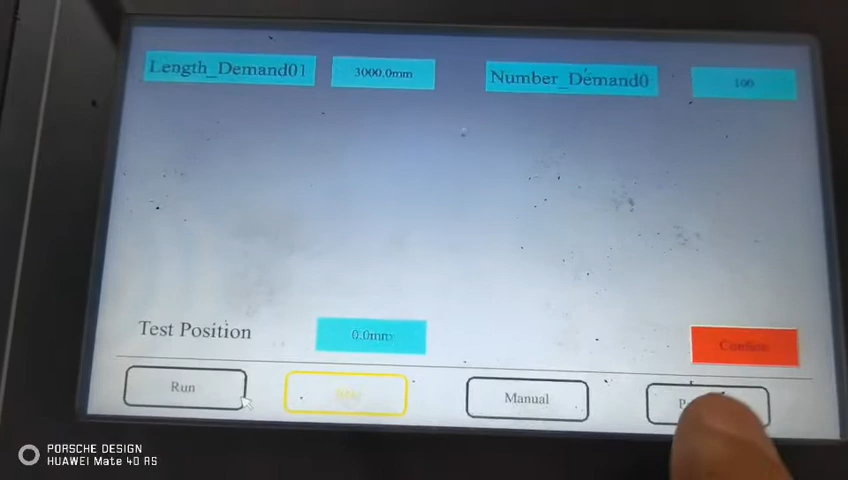 Length_Demand01
3000.0mm
Number_Demand0
100
Test Position
0.0mm
Confirm
Run
Manual
PORSCHE DESIGN
HUAWEI Mate 40 RS